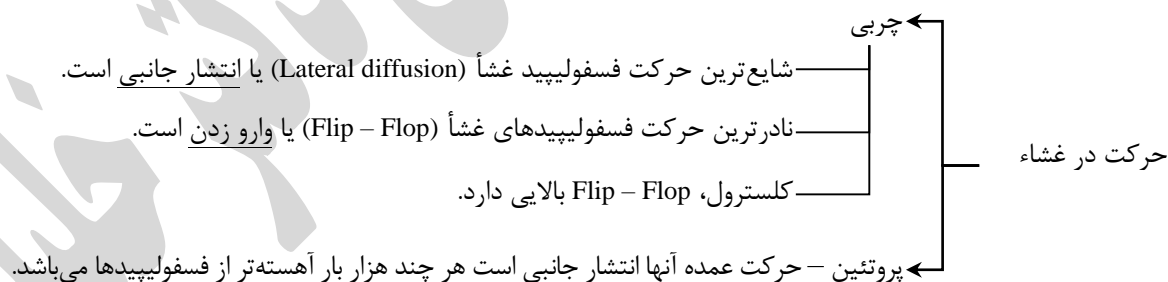 حرکت در غشاء
چربی
شایع‌ترین حرکت فسفولیپید غشأ (Lateral diffusion) یا انتشار جانبی است.
نادرترین حرکت فسفولیپیدهای غشأ (Flip – Flop) یا وارو زدن است.
کلسترول، Flip – Flop بالایی دارد.
پروتئین – حرکت عمده آنها انتشار جانبی است هر چند هزار بار آهسته‌تر از فسفولیپیدها می‌باشد.